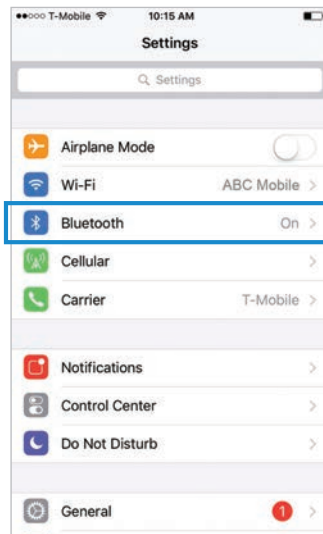 T-Mobile 10:15 AM
Settings
Settings
Airplane Mode
Wi-Fi ABC Mobile
Bluetooth On
Cellular
Carrier T-Mobile
Notifications
Control Center
Do Not Disturb
General 1